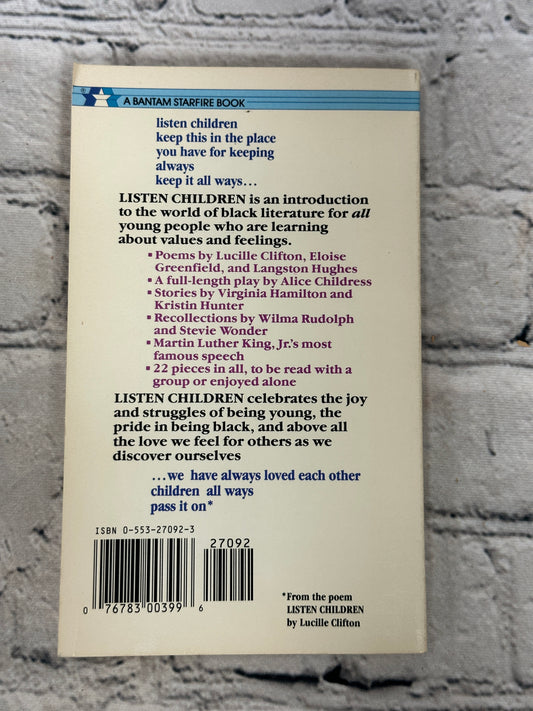 A BANTAM STARFIRE BOOK
listen children
keep this in the place
you have for keeping
always
keep it all ways...
LISTEN CHILDREN is an introduction
to the world of black literature for all
young people who are learning
about values and feelings.
▪ Poems by Lucille Clifton, Eloise
Greenfield, and Langston Hughes
▪ A full-length play by Alice Childress
▪ Stories by Virginia Hamilton and
Kristin Hunter
▪ Recollections by Wilma Rudolph
and Stevie Wonder
▪ Martin Luther King, Jr.'s most
famous speech
▪ 22 pieces in all, to be read with a
group or enjoyed alone
LISTEN CHILDREN celebrates the joy
and struggles of being young, the
pride in being black, and above all
the love we feel for others as we
discover ourselves
...we have always loved each other
children all ways
pass it on*
ISBN 0-553-27092-3
27092
0 76783 00399 6
*From the poem
LISTEN CHILDREN
by Lucille Clifton